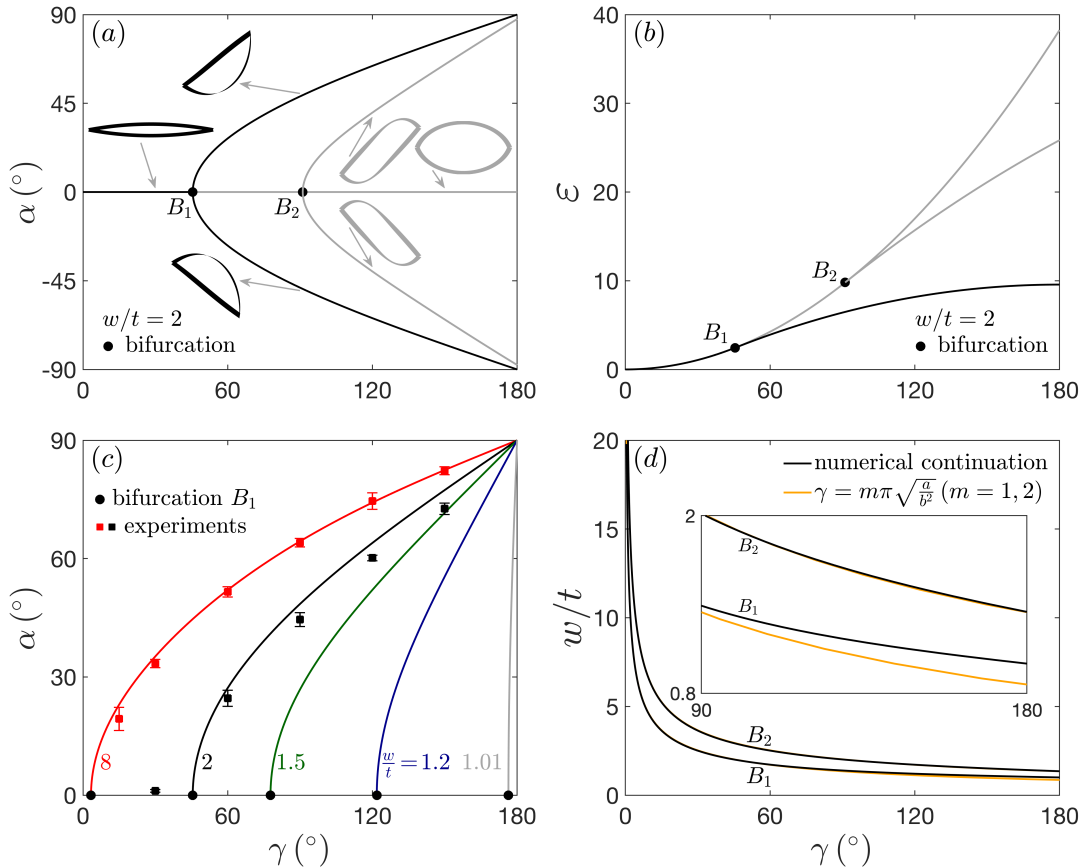 90
45
0
-45
-90
α (°)
(a)
B₁
B₂
w/t = 2
bifurcation
0
60
120
180
40
30
20
10
0
ε
(b)
B₂
B₁
w/t = 2
bifurcation
0
60
120
180
90
60
30
0
α (°)
(c)
bifurcation B₁
experiments
8
2
1.5
w/t = 1.2
1.01
0
60
120
180
γ (°)
20
15
10
5
0
w/t
(d)
numerical continuation
γ = mπ√(a/b²) (m = 1, 2)
2
B₂
B₁
0.8
90
180
B₂
B₁
0
60
120
180
γ (°)